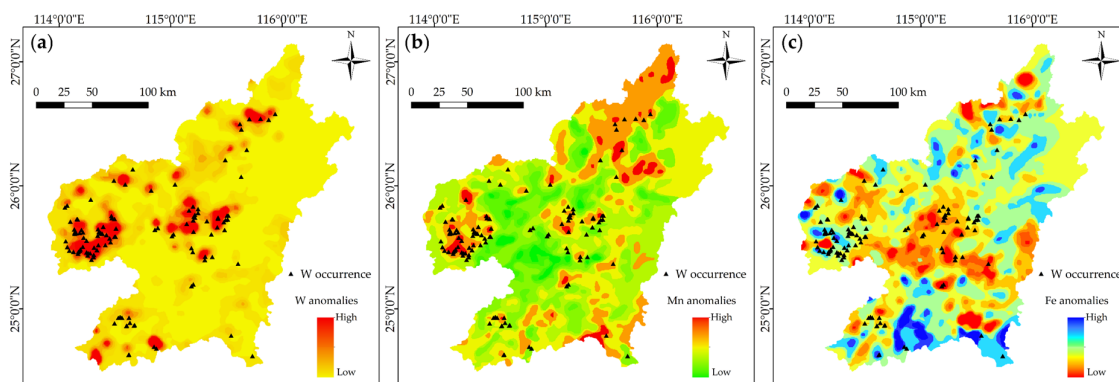 114°0'0"E 115°0'0"E 116°0'0"E
(a)
N
27°0'0"N
26°0'0"N
25°0'0"N
0 25 50 100 km
W occurrence
W anomalies
High
Low
114°0'0"E 115°0'0"E 116°0'0"E
(b)
N
27°0'0"N
26°0'0"N
25°0'0"N
0 25 50 100 km
W occurrence
Mn anomalies
High
Low
114°0'0"E 115°0'0"E 116°0'0"E
(c)
N
27°0'0"N
26°0'0"N
25°0'0"N
0 25 50 100 km
W occurrence
Fe anomalies
High
Low